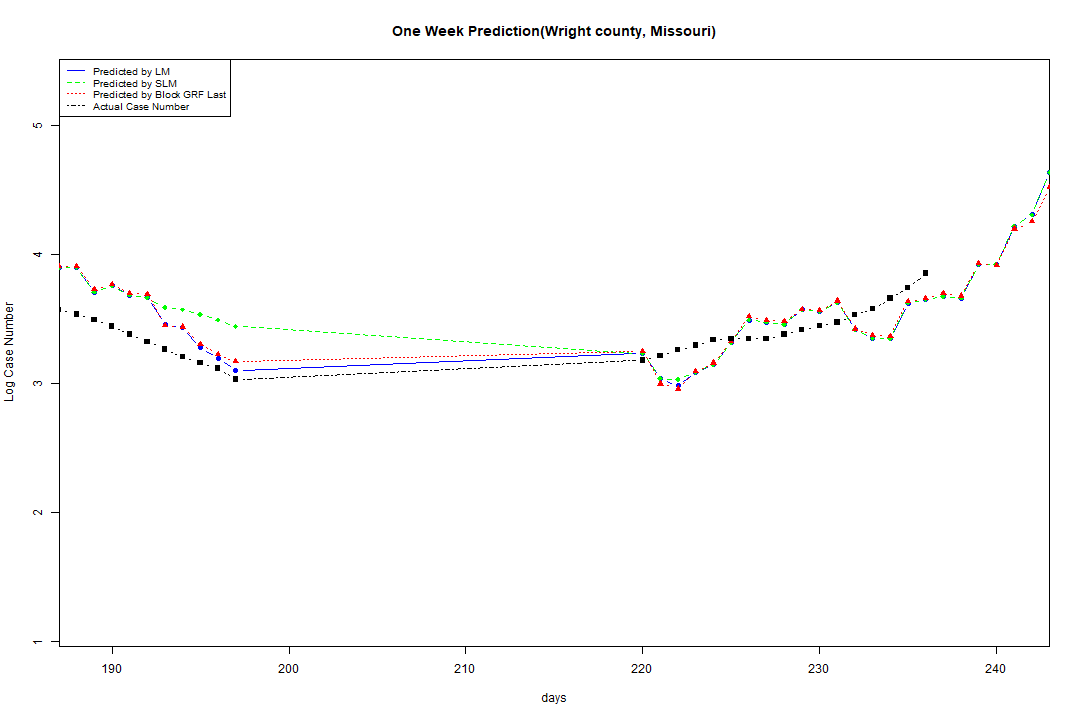 One Week Prediction(Wright county, Missouri)
Predicted by LM
Predicted by SLM
Predicted by Block GRF Last
Actual Case Number
5
4
3
2
1
Log Case Number
190 200 210 220 230 240
days